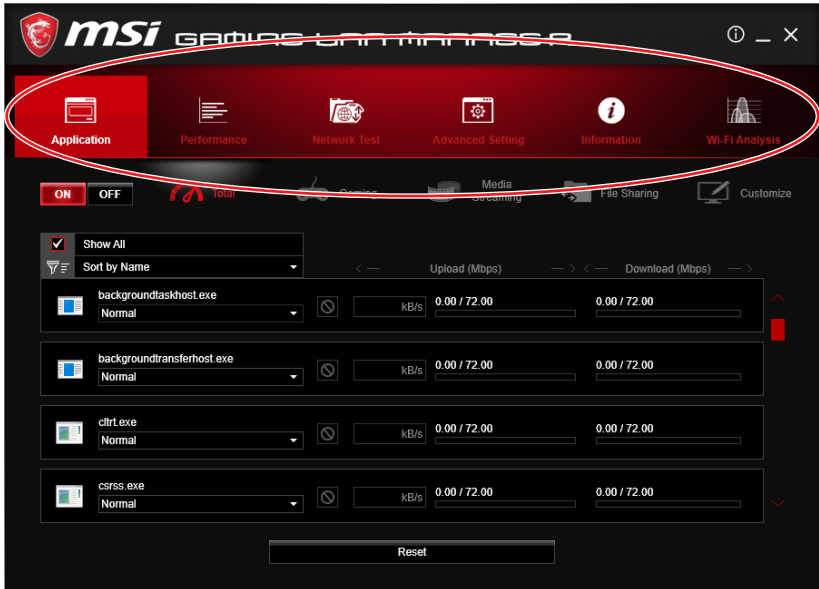 msi GAMING LAN MANAGER
Application
Performance
Network Test
Advanced Setting
Information
Wi-Fi Analysis
ON
OFF
Total
Gaming
Media
Streaming
File Sharing
Customize
Show All
Sort by Name
Upload (Mbps)
Download (Mbps)
backgroundtaskhost.exe
Normal
kB/s
0.00 / 72.00
0.00 / 72.00
backgroundtransferhost.exe
Normal
kB/s
0.00 / 72.00
0.00 / 72.00
cltrt.exe
Normal
kB/s
0.00 / 72.00
0.00 / 72.00
csrss.exe
Normal
kB/s
0.00 / 72.00
0.00 / 72.00
Reset